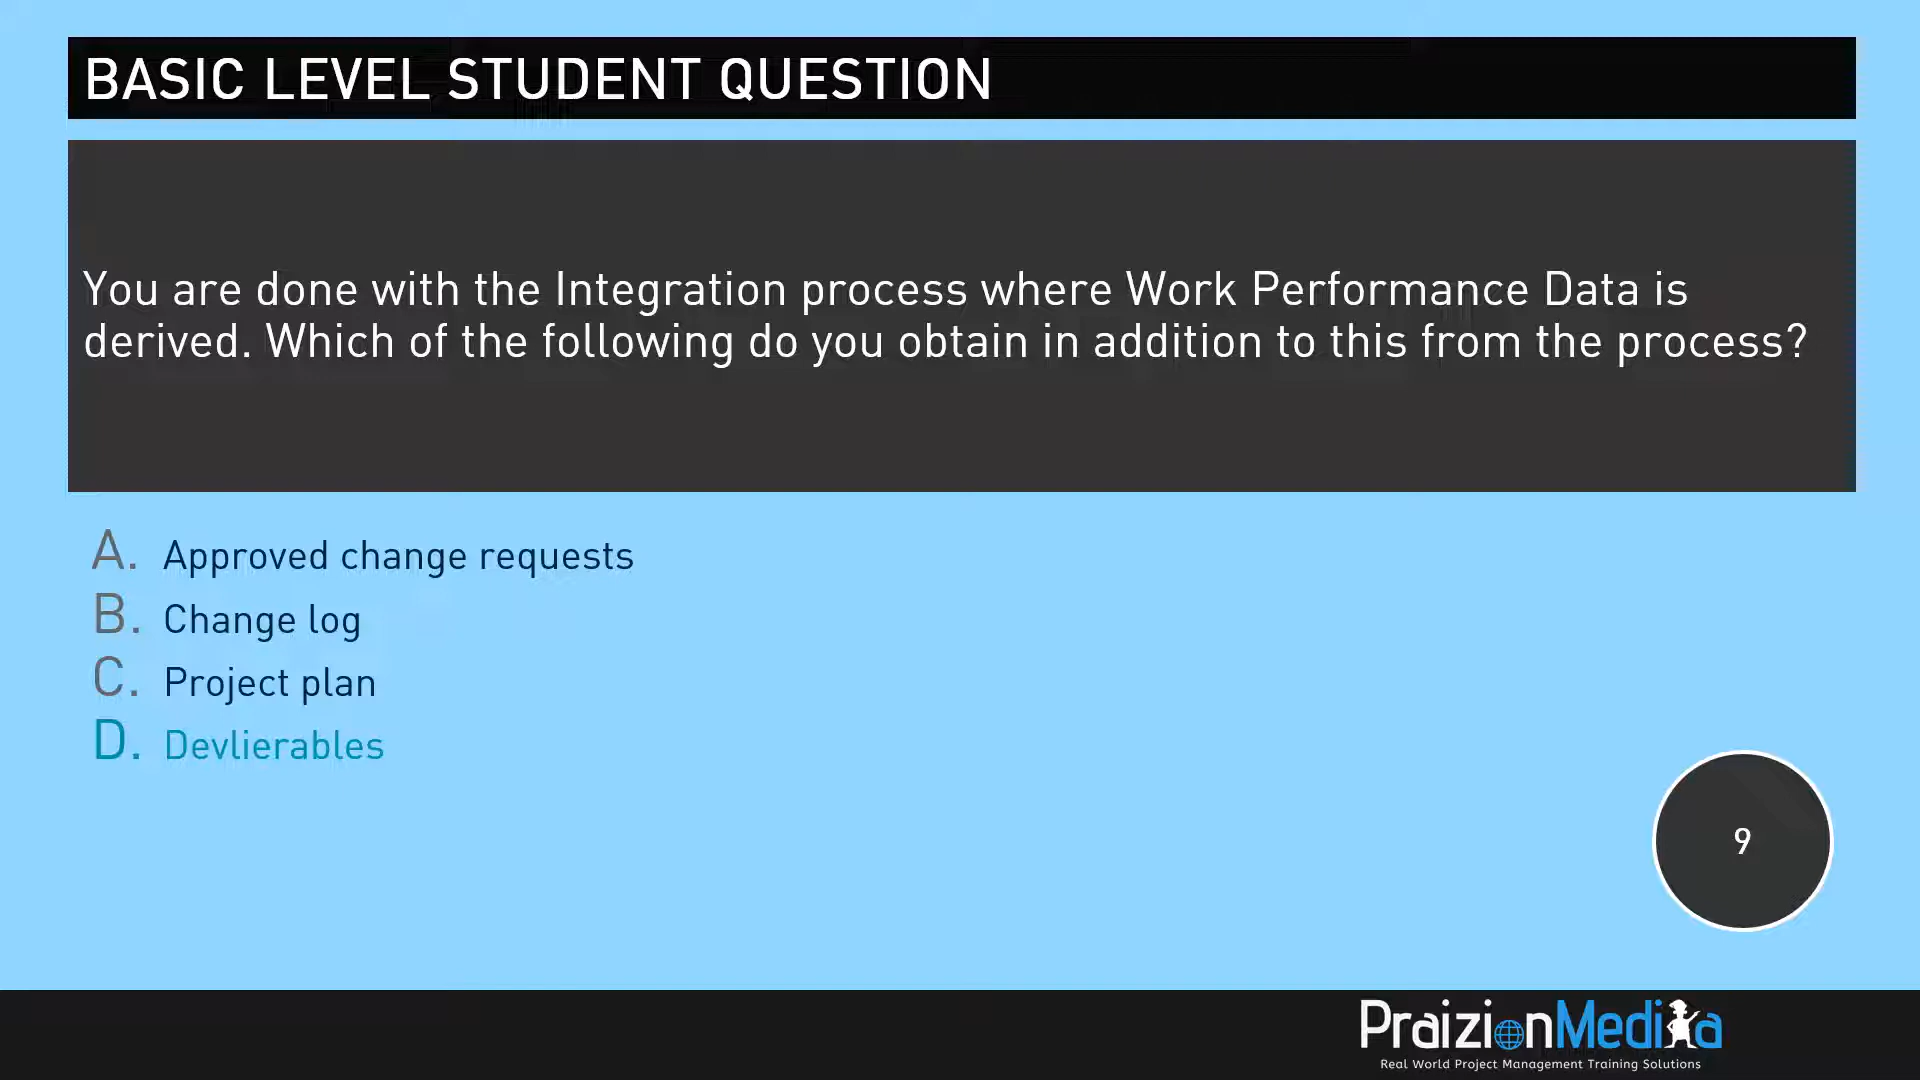 BASIC LEVEL STUDENT QUESTION
You are done with the Integration process where Work Performance Data is
derived. Which of the following do you obtain in addition to this from the process?
A. Approved change requests
B. Change log
C. Project plan
D. Devlierables
9
PraizionMedia
Real World Project Management Training Solutions